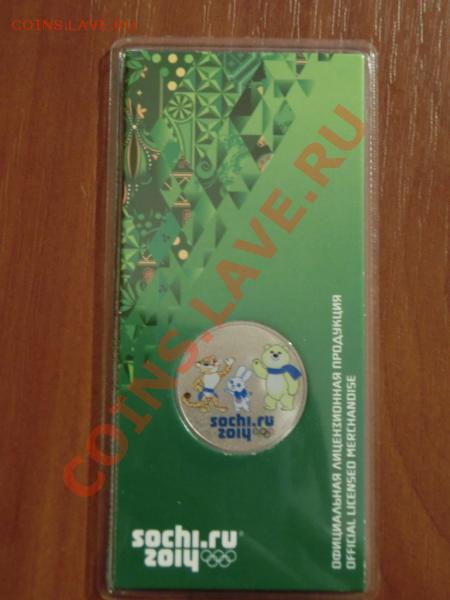 COINS.LAVE.RU
COINS.LAVE.RU
sochi.ru
2014
sochi.ru
2014
ОФИЦИАЛЬНАЯ ЛИЦЕНЗИОННАЯ ПРОДУКЦИЯ
OFFICIAL LICENSED MERCHANDISE